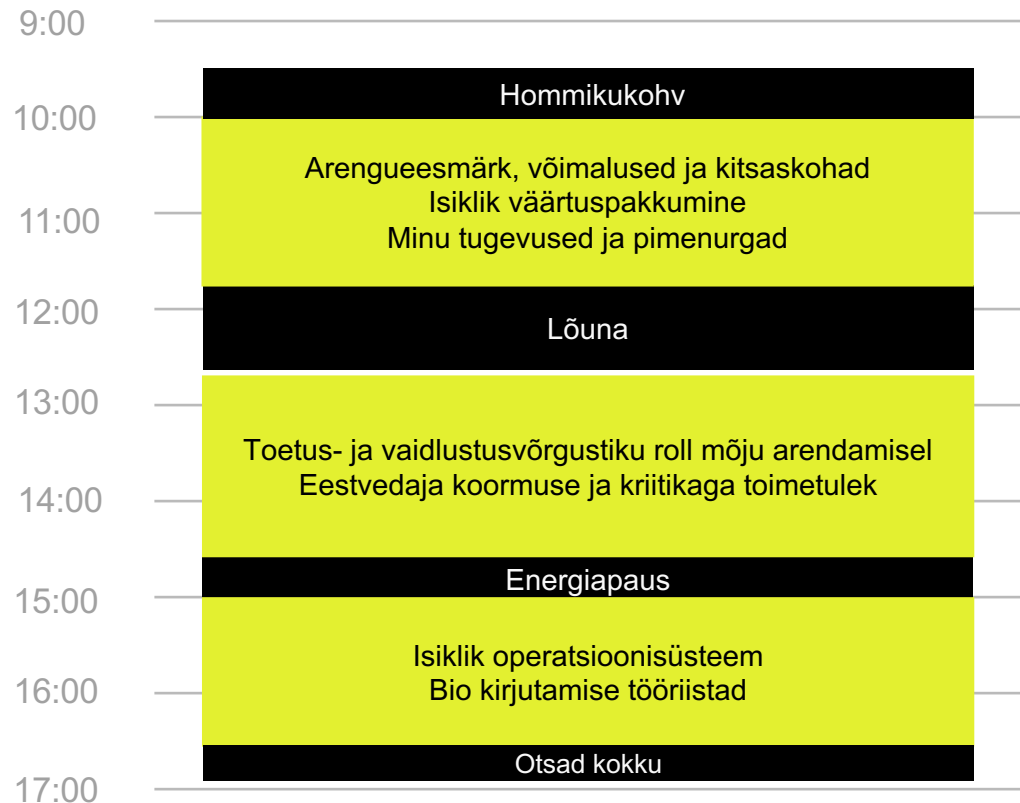 9:00
Hommikukohv
10:00
Arengueesmärk, võimalused ja kitsaskohad
Isiklik väärtuspakkumine
11:00
Minu tugevused ja pimenurgad
12:00
Lõuna
13:00
Toetus- ja vaidlustusvõrgustiku roll mõju arendamisel
Eestvedaja koormuse ja kriitikaga toimetulek
14:00
Energiapaus
15:00
Isiklik operatsioonisüsteem
Bio kirjutamise tööriistad
16:00
Otsad kokku
17:00